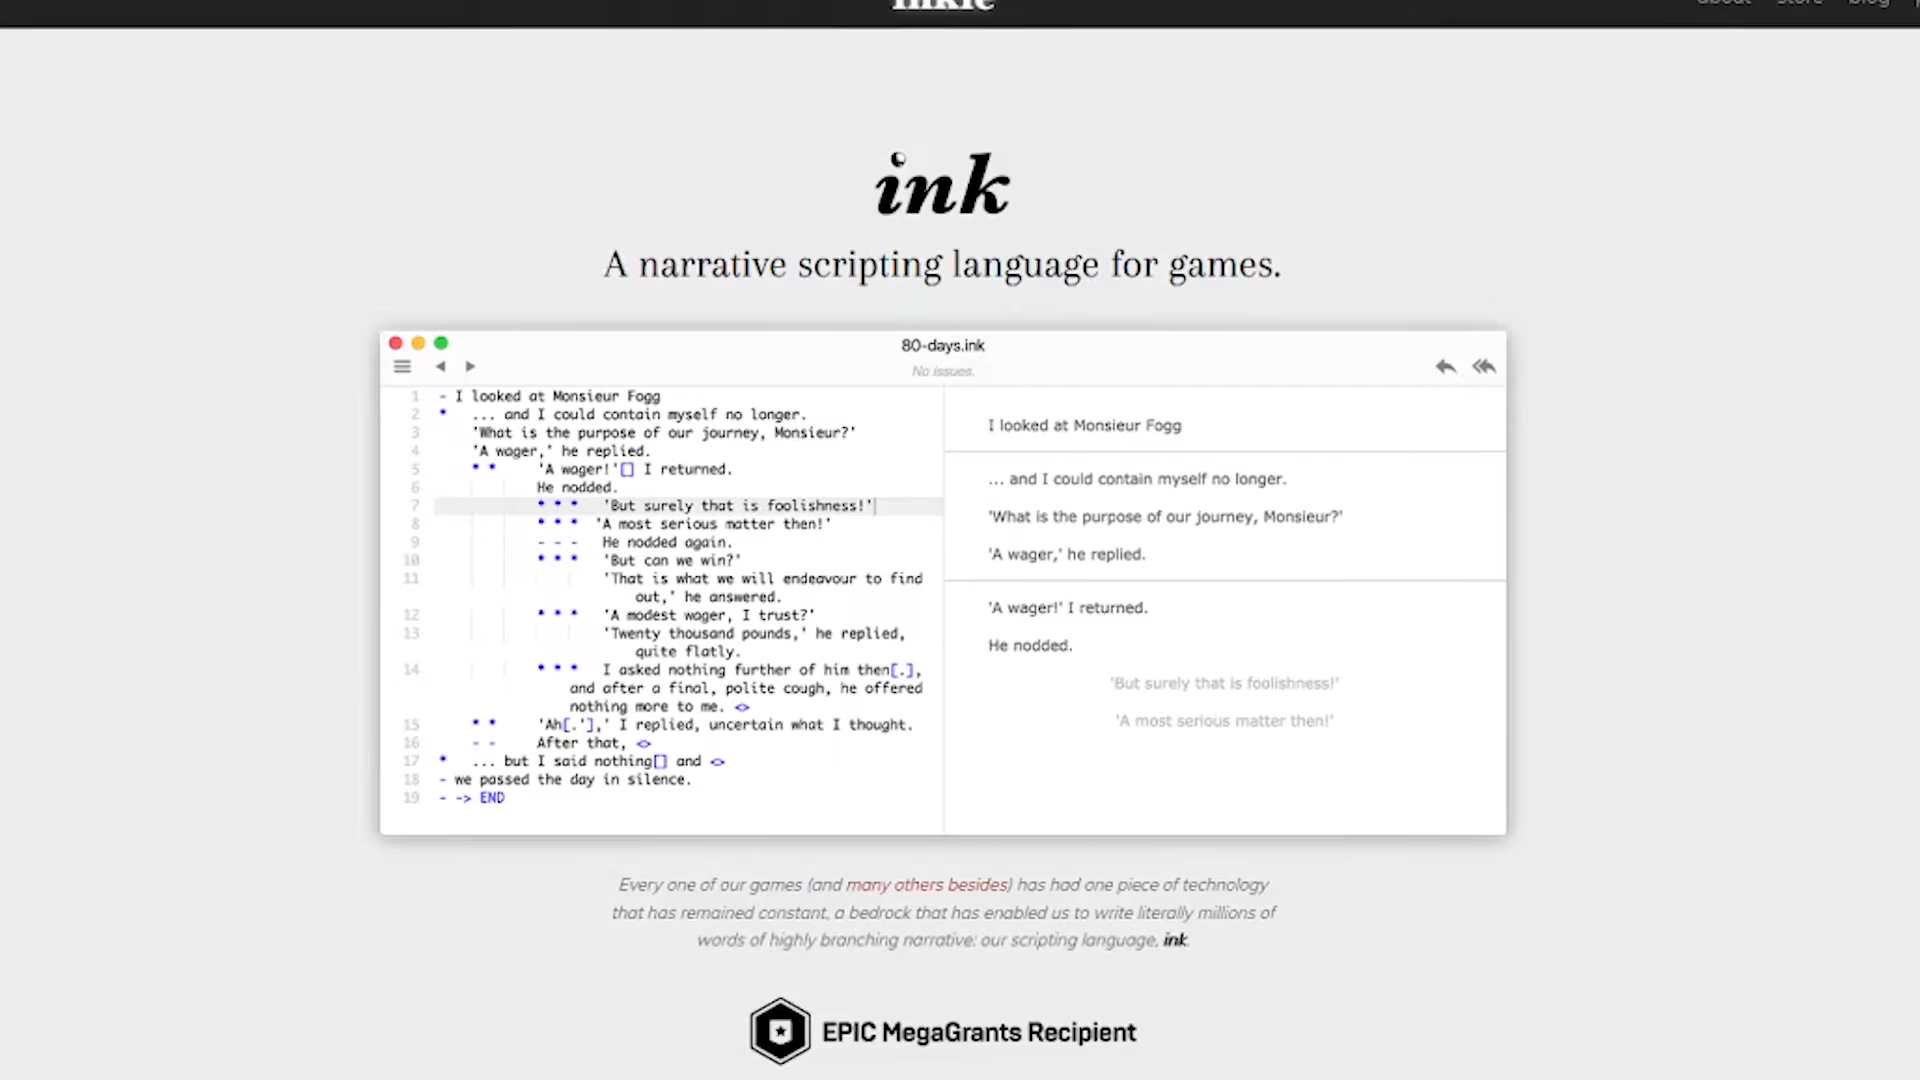 inkle
about store blog
ink
A narrative scripting language for games.
80-days.ink
No issues.
1 - I looked at Monsieur Fogg
2 * ... and I could contain myself no longer.
3 'What is the purpose of our journey, Monsieur?'
4 'A wager,' he replied.
5 * * 'A wager!'[] I returned.
6 He nodded.
7 * * * 'But surely that is foolishness!'
8 * * * 'A most serious matter then!'
9 - - - He nodded again.
10 * * * 'But can we win?'
11 'That is what we will endeavour to find
out,' he answered.
12 * * * 'A modest wager, I trust?'
13 'Twenty thousand pounds,' he replied,
quite flatly.
14 * * * I asked nothing further of him then[.],
and after a final, polite cough, he offered
nothing more to me. <>
15 * * 'Ah[.'],' I replied, uncertain what I thought.
16 - - After that, <>
17 * ... but I said nothing[] and <>
18 - we passed the day in silence.
19 - -> END
I looked at Monsieur Fogg
... and I could contain myself no longer.
'What is the purpose of our journey, Monsieur?'
'A wager,' he replied.
'A wager!' I returned.
He nodded.
'But surely that is foolishness!'
'A most serious matter then!'
Every one of our games (and many others besides) has had one piece of technology
that has remained constant, a bedrock that has enabled us to write literally millions of
words of highly branching narrative: our scripting language, ink.
EPIC MegaGrants Recipient